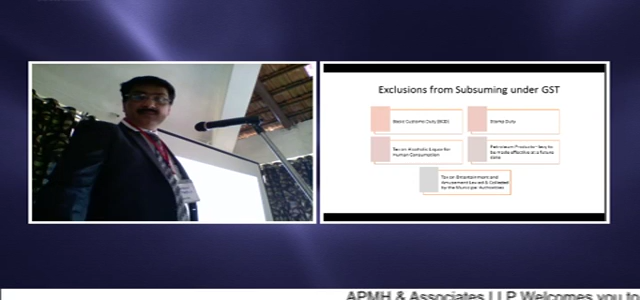 Exclusions from Subsuming under GST
Basic Customs Duty (BCD)
Stamp Duty
Tax on Alcoholic Liquor for
Human Consumption
Petroleum Products- levy to
be made effective at a future
date
Tax on Entertainment and
Amusement Levied & Collected
by the Municipal Authorities
APMH & Associates LLP Welcomes you to